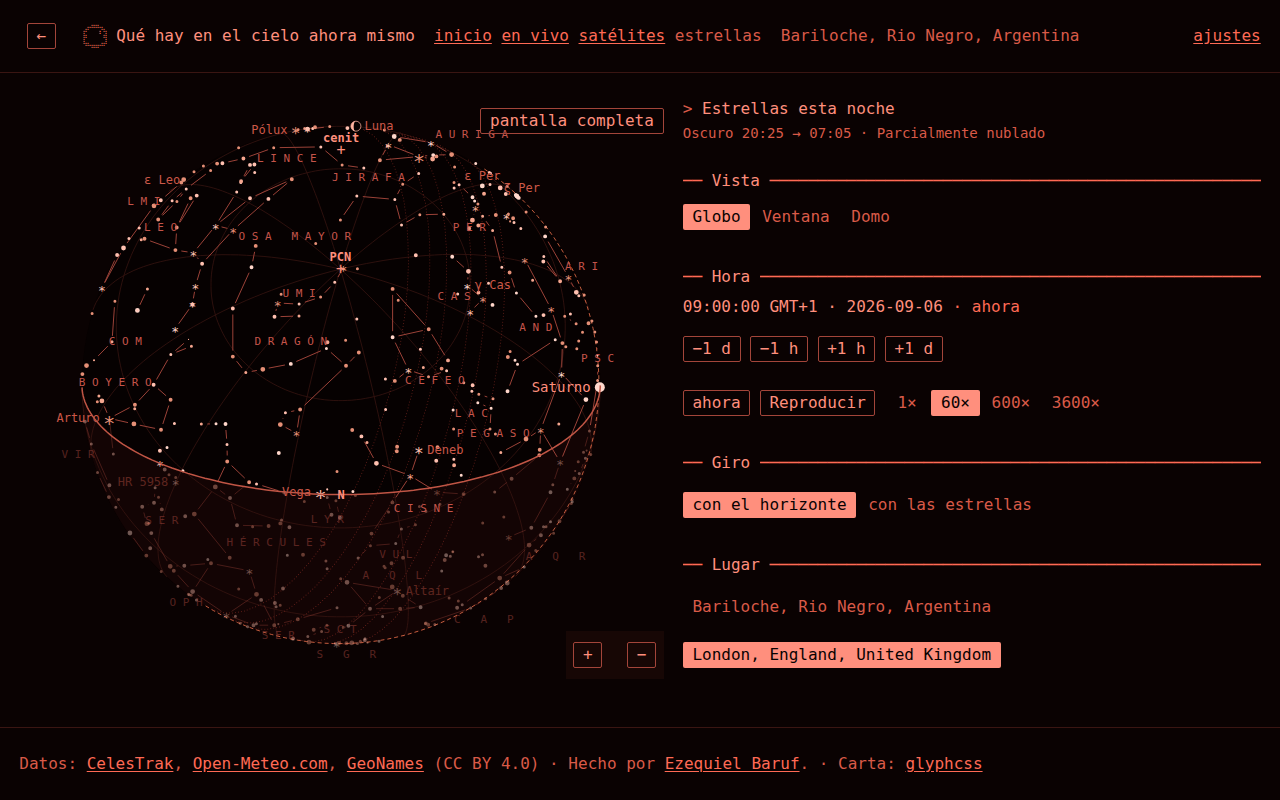 ← Qué hay en el cielo ahora mismo inicio en vivo satélites estrellas Bariloche, Rio Negro, Argentina ajustes
pantalla completa
Pólux
Luna
cenit
AURIGA
LINCE
JIRAFA
ε Leo
ε Per
ζ Per
LMI
LEO
OSA MAYOR
PER
PCN
ARI
UMI
γ Cas
CAS
COM
DRAGÓN
AND
PSC
BOYERO
CEFEO
Saturno
Arturo
LAC
PEGASO
VIR
Deneb
HR 5958
Vega
N
CISNE
SER
LYR
HÉRCULES
VUL
AQR
AQL
Altair
OPH
CAP
SER
SCT
SGR
+ −
> Estrellas esta noche
Oscuro 20:25 → 07:05 · Parcialmente nublado
Vista
Globo Ventana Domo
Hora
09:00:00 GMT+1 · 2026-09-06 · ahora
−1 d −1 h +1 h +1 d
ahora Reproducir 1× 60× 600× 3600×
Giro
con el horizonte con las estrellas
Lugar
Bariloche, Rio Negro, Argentina
London, England, United Kingdom
Datos: CelesTrak, Open-Meteo.com, GeoNames (CC BY 4.0) · Hecho por Ezequiel Baruf. · Carta: glyphcss